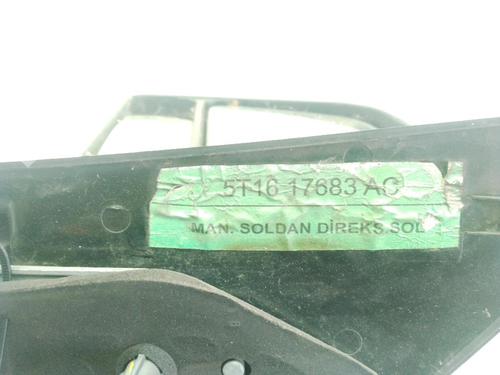 5T16 17683 AC
MAN. SOLDAN DİREKS.SOL